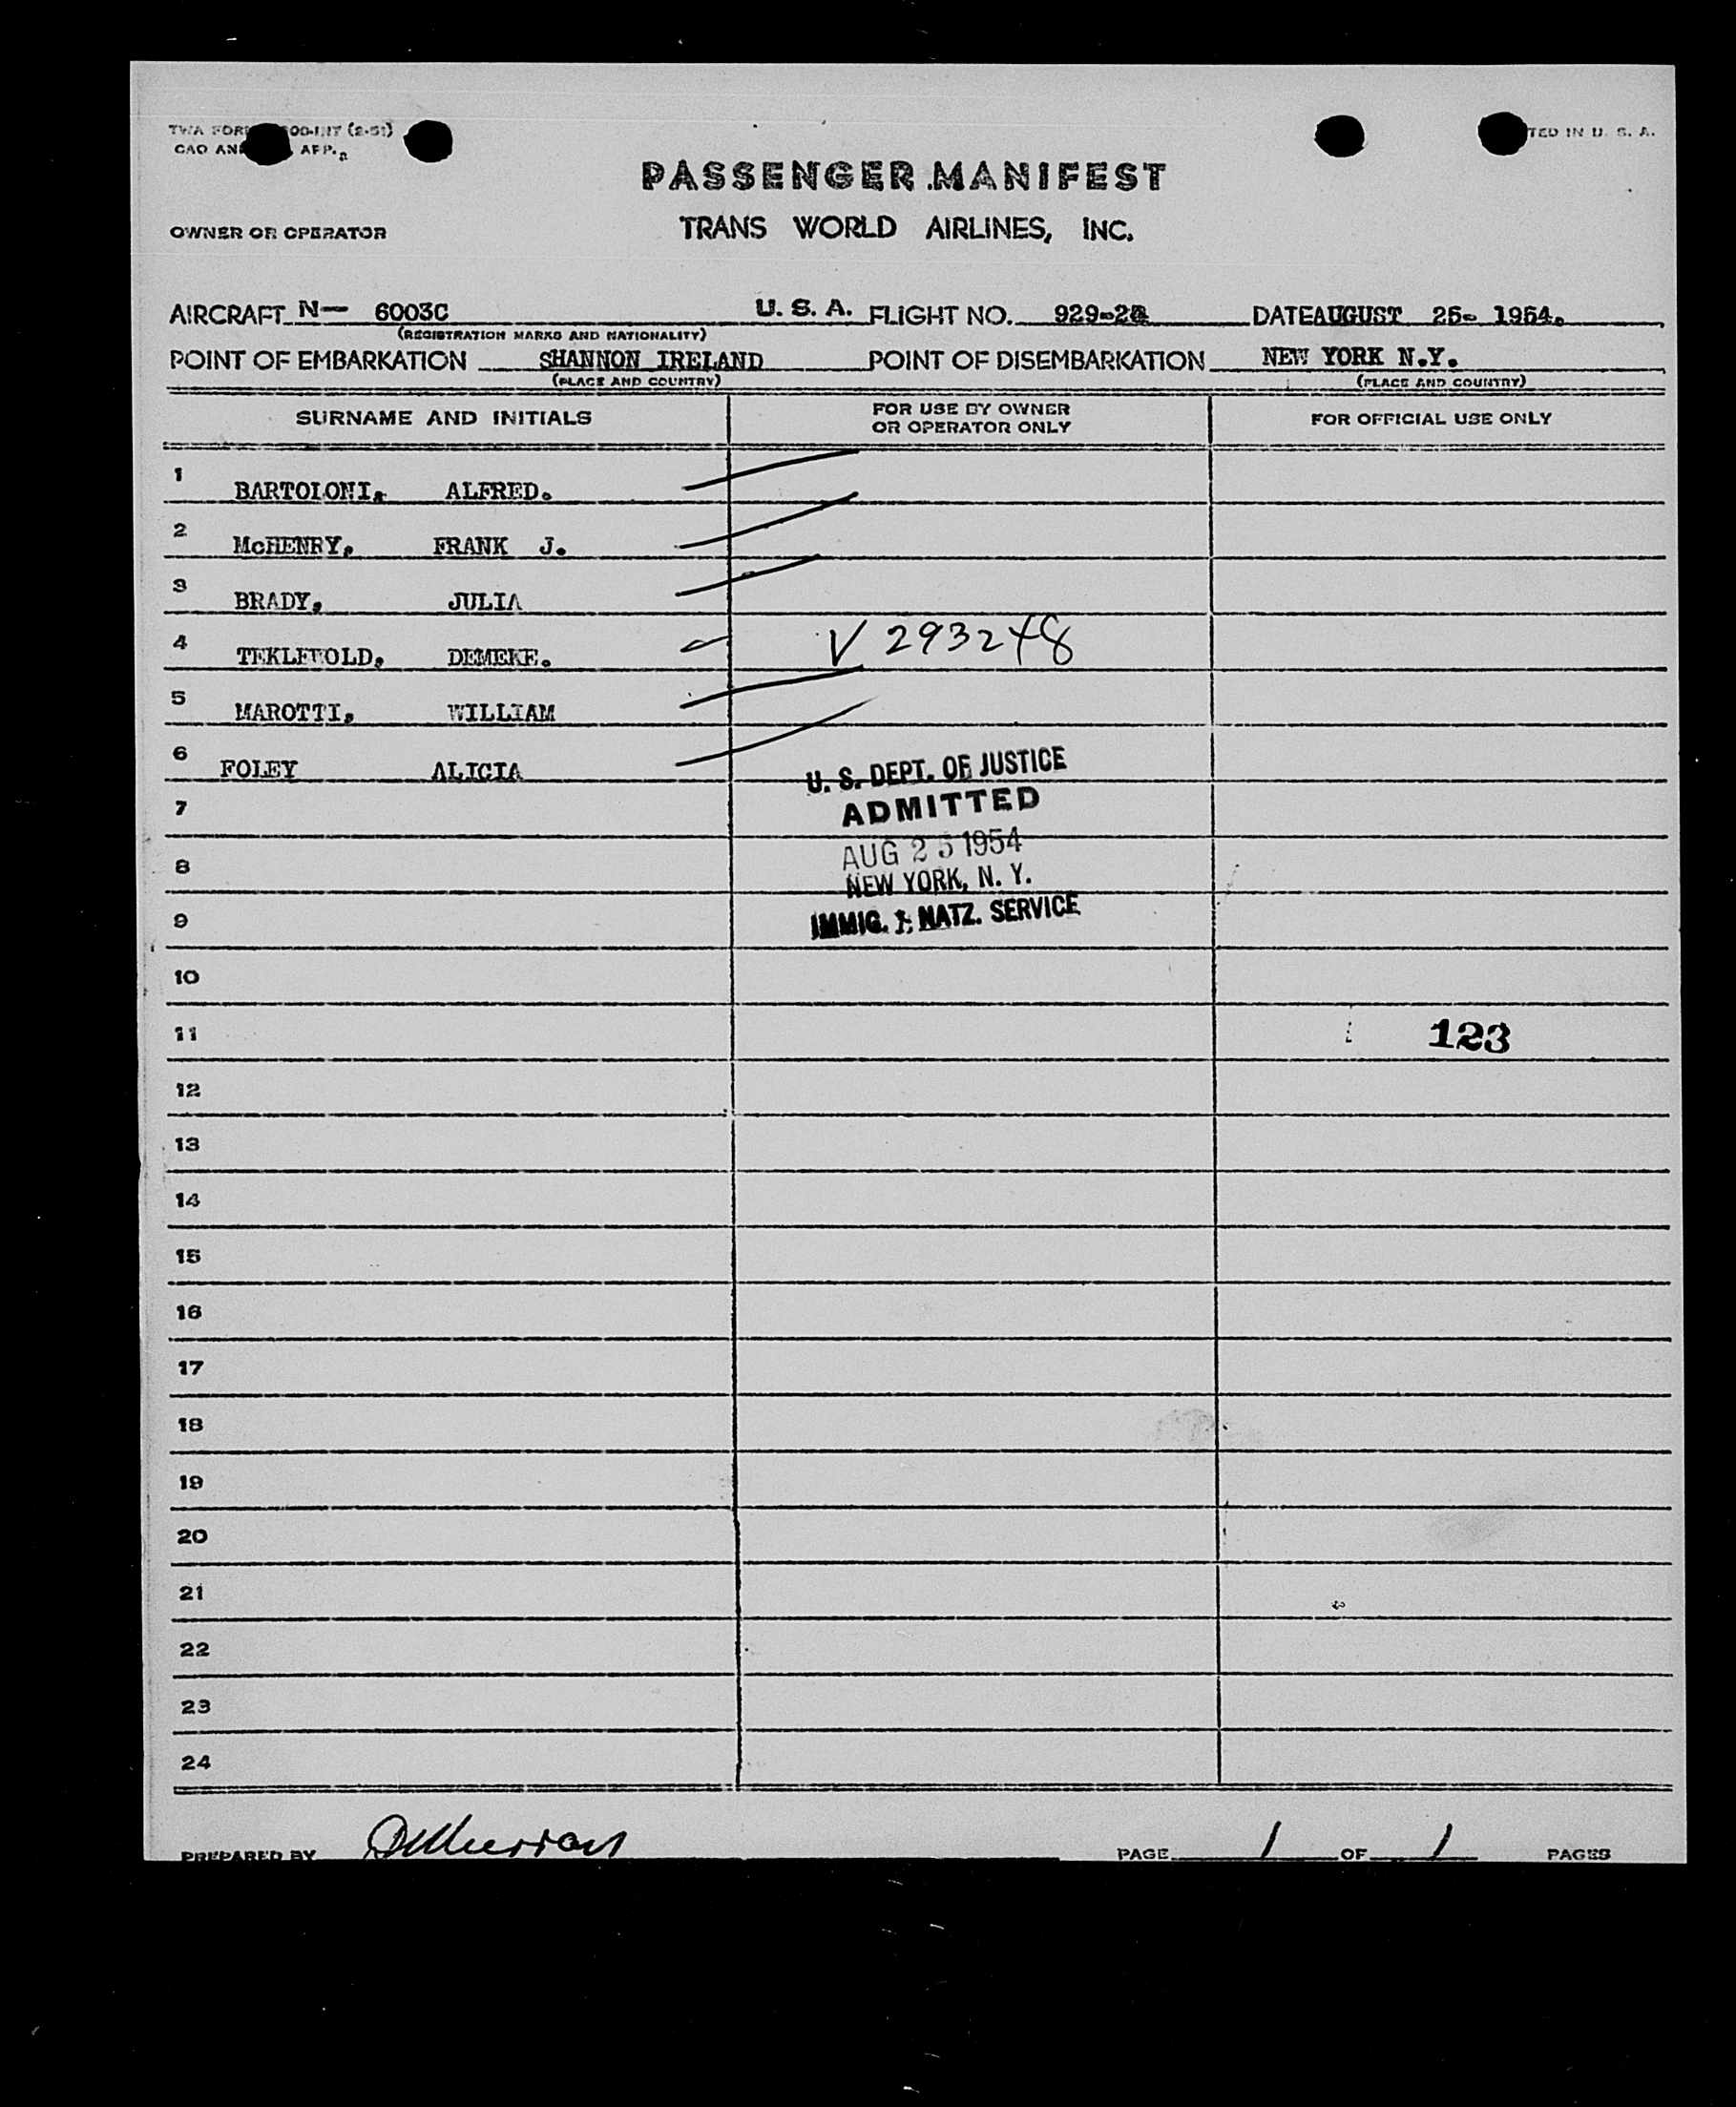 TWA FOR 00-INT (2-51)
CAO AN APP. 2
TED IN U. S. A.
PASSENGER MANIFEST
OWNER OR OPERATOR
TRANS WORLD AIRLINES, INC.
AIRCRAFT N— 6003C U. S. A. FLIGHT NO. DATE AUGUST 25- 1954.
(REGISTRATION MARKS AND NATIONALITY)
POINT OF EMBARKATION SHANNON IRELAND POINT OF DISEMBARKATION NEW YORK N.Y.
(PLACE AND COUNTRY) (PLACE AND COUNTRY)
SURNAME AND INITIALS
FOR USE BY OWNER
OR OPERATOR ONLY
FOR OFFICIAL USE ONLY
1 BARTOLONI, ALFRED.
2 McHENRY, FRANK J.
3 BRADY, JULIA
4 DEMEKE. V 293248
5 MAROTTI, WILLIAM
6 FOLEY ALICIA
U. S. DEPT. OF JUSTICE
7
ADMITTED
AUG 25 1954
8
NEW YORK, N. Y.
9
IMMIG. & NATZ. SERVICE
10
11 123
12
13
14
15
16
17
18
19
20
21
22
23
24
PREPARED BY
PAGE 1 OF 1 PAGES